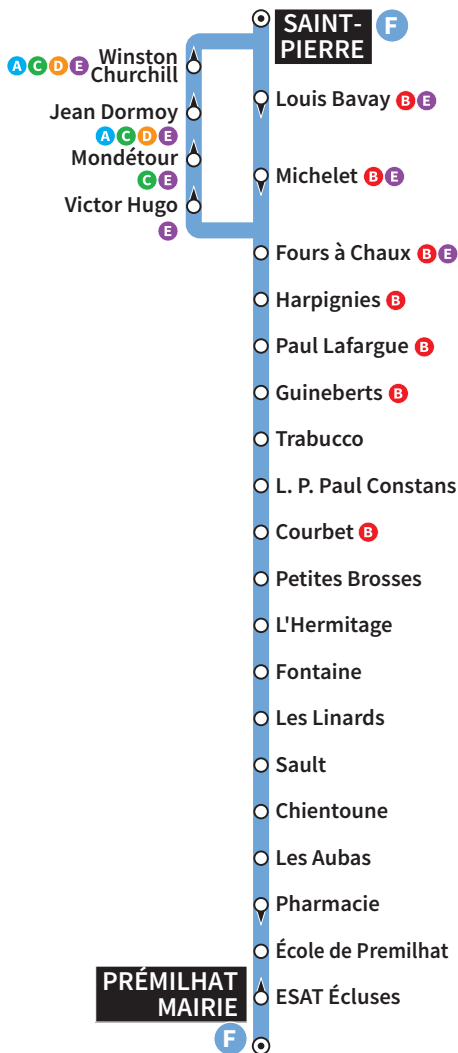 SAINT-
PIERRE F
Winston
A C D E Churchill
Louis Bavay B E
Jean Dormoy
A C D E
Mondétour
C E
Michelet B E
Victor Hugo
E
Fours à Chaux B E
Harpignies B
Paul Lafargue B
Guineberts B
Trabucco
L. P. Paul Constans
Courbet B
Petites Brosses
L'Hermitage
Fontaine
Les Linards
Sault
Chientoune
Les Aubas
Pharmacie
École de Premilhat
PRÉMILHAT
MAIRIE
ESAT Écluses
F